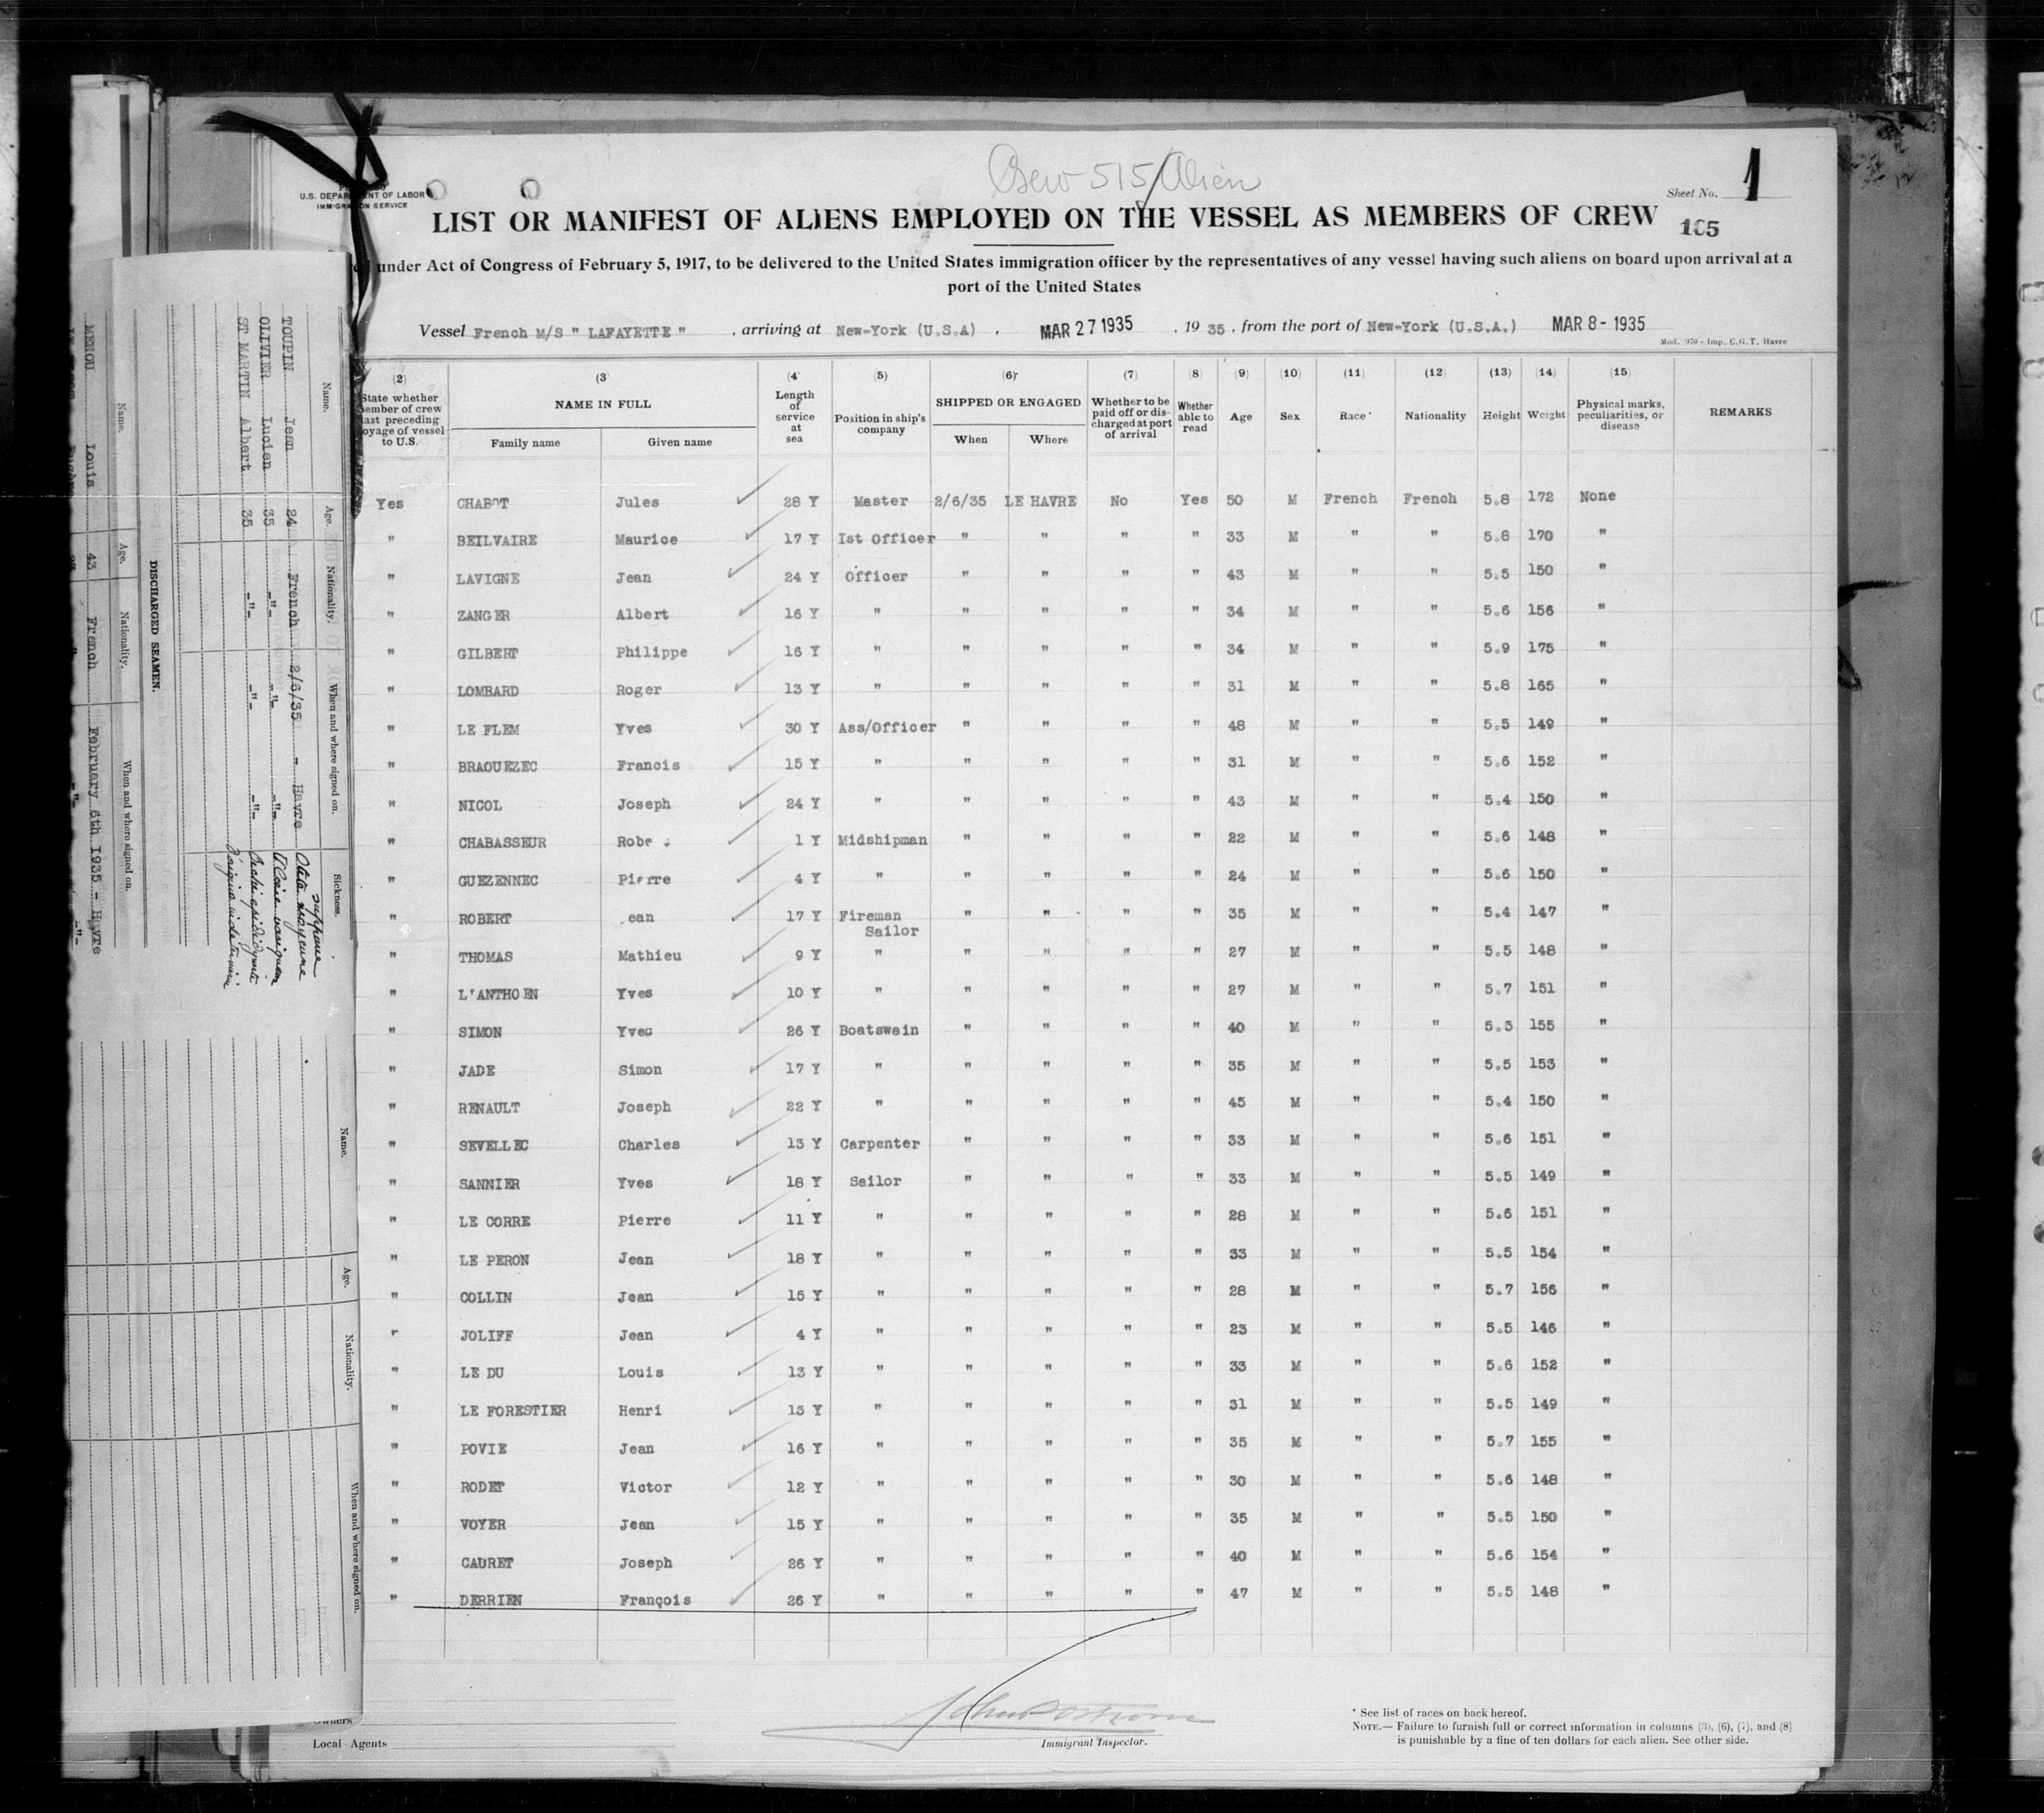 Crew 515/Alien
U.S. DEPARTMENT OF LABOR
IMMIGRATION SERVICE
Sheet No. 1
LIST OR MANIFEST OF ALIENS EMPLOYED ON THE VESSEL AS MEMBERS OF CREW
165
under Act of Congress of February 5, 1917, to be delivered to the United States immigration officer by the representatives of any vessel having such aliens on board upon arrival at a
port of the United States
Vessel French M/S " LAFAYETTE " , arriving at New-York (U.S.A) , MAR 27 1935 , 19 35 , from the port of New-York (U.S.A.) MAR 8 - 1935
Mod. 970 - Imp. C.G.T. Havre
(2) (3 (4 (5) (6) (7) (8) (9) (10) (11) (12) (13) (14) (15)
State whether member of crew last preceding voyage of vessel to U.S. NAME IN FULL Family name Given name Length of service at sea Position in ship's company SHIPPED OR ENGAGED When Where Whether to be paid off or discharged at port of arrival Whether able to read Age Sex Race* Nationality Height Weight Physical marks, peculiarities, or disease REMARKS
Yes CHABOT Jules 28 Y Master 2/6/35 LE HAVRE No Yes 50 M French French 5.8 172 None
" BEILVAIRE Maurice 17 Y Ist Officer " " " " 33 M " " 5.8 170 "
" LAVIGNE Jean 24 Y Officer " " " " 43 M " " 5.5 150 "
" ZANGER Albert 16 Y " " " " " 34 M " " 5.6 156 "
" GILBERT Philippe 16 Y " " " " " 34 M " " 5.9 175 "
" LOMBARD Roger 13 Y " " " " " 31 M " " 5.8 165 "
" LE FLEM Yves 30 Y Ass/Officer " " " " 48 M " " 5.5 149 "
" BRAOUEZEC Francis 15 Y " " " " " 31 M " " 5.6 152 "
" NICOL Joseph 24 Y " " " " " 43 M " " 5.4 150 "
" CHABASSEUR Robe 1 Y Midshipman " " " " 22 M " " 5.6 148 "
" GUEZENNEC Pierre 4 Y " " " " " 24 M " " 5.6 150 "
" ROBERT ean 17 Y Fireman Sailor " " " " 35 M " " 5.4 147 "
" THOMAS Mathieu 9 Y " " " " " 27 M " " 5.5 148 "
" L'ANTHOEN Yves 10 Y " " " " " 27 M " " 5.7 151 "
" SIMON Yves 26 Y Boatswain " " " " 40 M " " 5.5 155 "
" JADE Simon 17 Y " " " " " 35 M " " 5.5 153 "
" RENAULT Joseph 22 Y " " " " " 45 M " " 5.4 150 "
" SEVELLEC Charles 13 Y Carpenter " " " " 33 M " " 5.6 151 "
" SANNIER Yves 18 Y Sailor " " " " 33 M " " 5.5 149 "
" LE CORRE Pierre 11 Y " " " " " 28 M " " 5.6 151 "
" LE PERON Jean 18 Y " " " " " 33 M " " 5.5 154 "
" COLLIN Jean 15 Y " " " " " 28 M " " 5.7 156 "
" JOLIFF Jean 4 Y " " " " " 23 M " " 5.5 146 "
" LE DU Louis 13 Y " " " " " 33 M " " 5.6 152 "
" LE FORESTIER Henri 13 Y " " " " " 31 M " " 5.5 149 "
" POVIE Jean 16 Y " " " " " 35 M " " 5.7 155 "
" RODET Victor 12 Y " " " " " 30 M " " 5.6 148 "
" VOYER Jean 15 Y " " " " " 35 M " " 5.5 150 "
" CAURET Joseph 26 Y " " " " " 40 M " " 5.6 154 "
" DERRIEN François 26 Y " " " " " 47 M " " 5.5 148 "
Owners
Local Agents
Immigrant Inspector.
* See list of races on back hereof.
NOTE.— Failure to furnish full or correct information in columns (3), (6), (7), and (8)
is punishable by a fine of ten dollars for each alien. See other side.
Name. Age. Nationality. When and where signed on. Sickness.
TOUPIN Jean 24 French 2/6/35 - Havre
OLIVIER Lucien 35 -"- -"- -"-
ST MARTIN Albert 35 -"- -"- -"-
Name. Age. Nationality. When and where signed on.
DISCHARGED SEAMEN.
Name. Age. Nationality. When and where signed on.
MENOU Louis 43 French February 6th 1935 - Havre